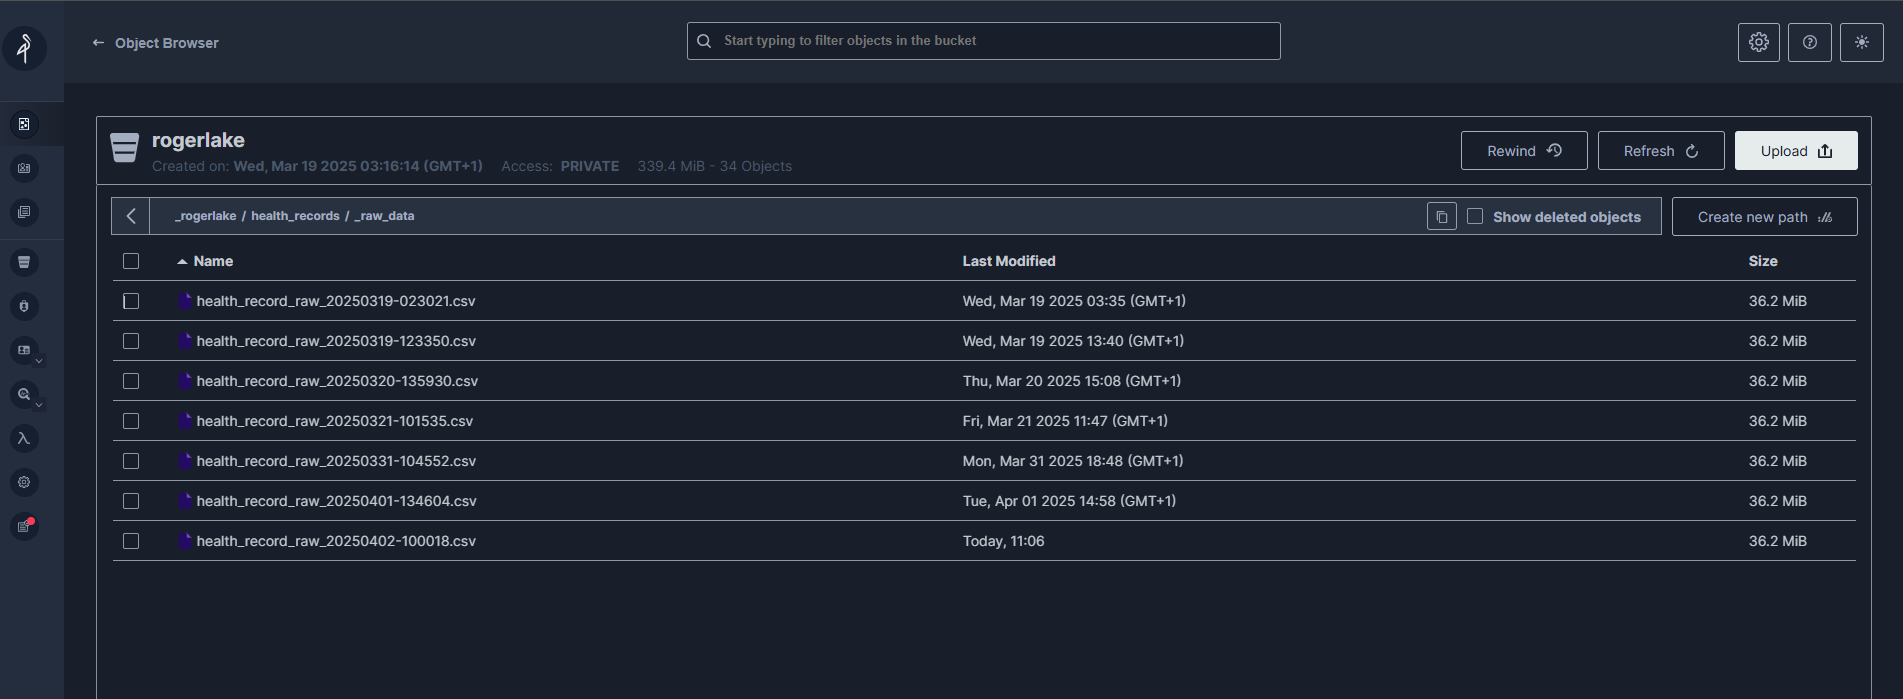 ← Object Browser
Start typing to filter objects in the bucket
rogerlake
Created on: Wed, Mar 19 2025 03:16:14 (GMT+1) Access: PRIVATE 339.4 MiB - 34 Objects
Rewind
Refresh
Upload
_rogerlake / health_records / _raw_data
Show deleted objects
Create new path
Name Last Modified Size
health_record_raw_20250319-023021.csv Wed, Mar 19 2025 03:35 (GMT+1) 36.2 MiB
health_record_raw_20250319-123350.csv Wed, Mar 19 2025 13:40 (GMT+1) 36.2 MiB
health_record_raw_20250320-135930.csv Thu, Mar 20 2025 15:08 (GMT+1) 36.2 MiB
health_record_raw_20250321-101535.csv Fri, Mar 21 2025 11:47 (GMT+1) 36.2 MiB
health_record_raw_20250331-104552.csv Mon, Mar 31 2025 18:48 (GMT+1) 36.2 MiB
health_record_raw_20250401-134604.csv Tue, Apr 01 2025 14:58 (GMT+1) 36.2 MiB
health_record_raw_20250402-100018.csv Today, 11:06 36.2 MiB